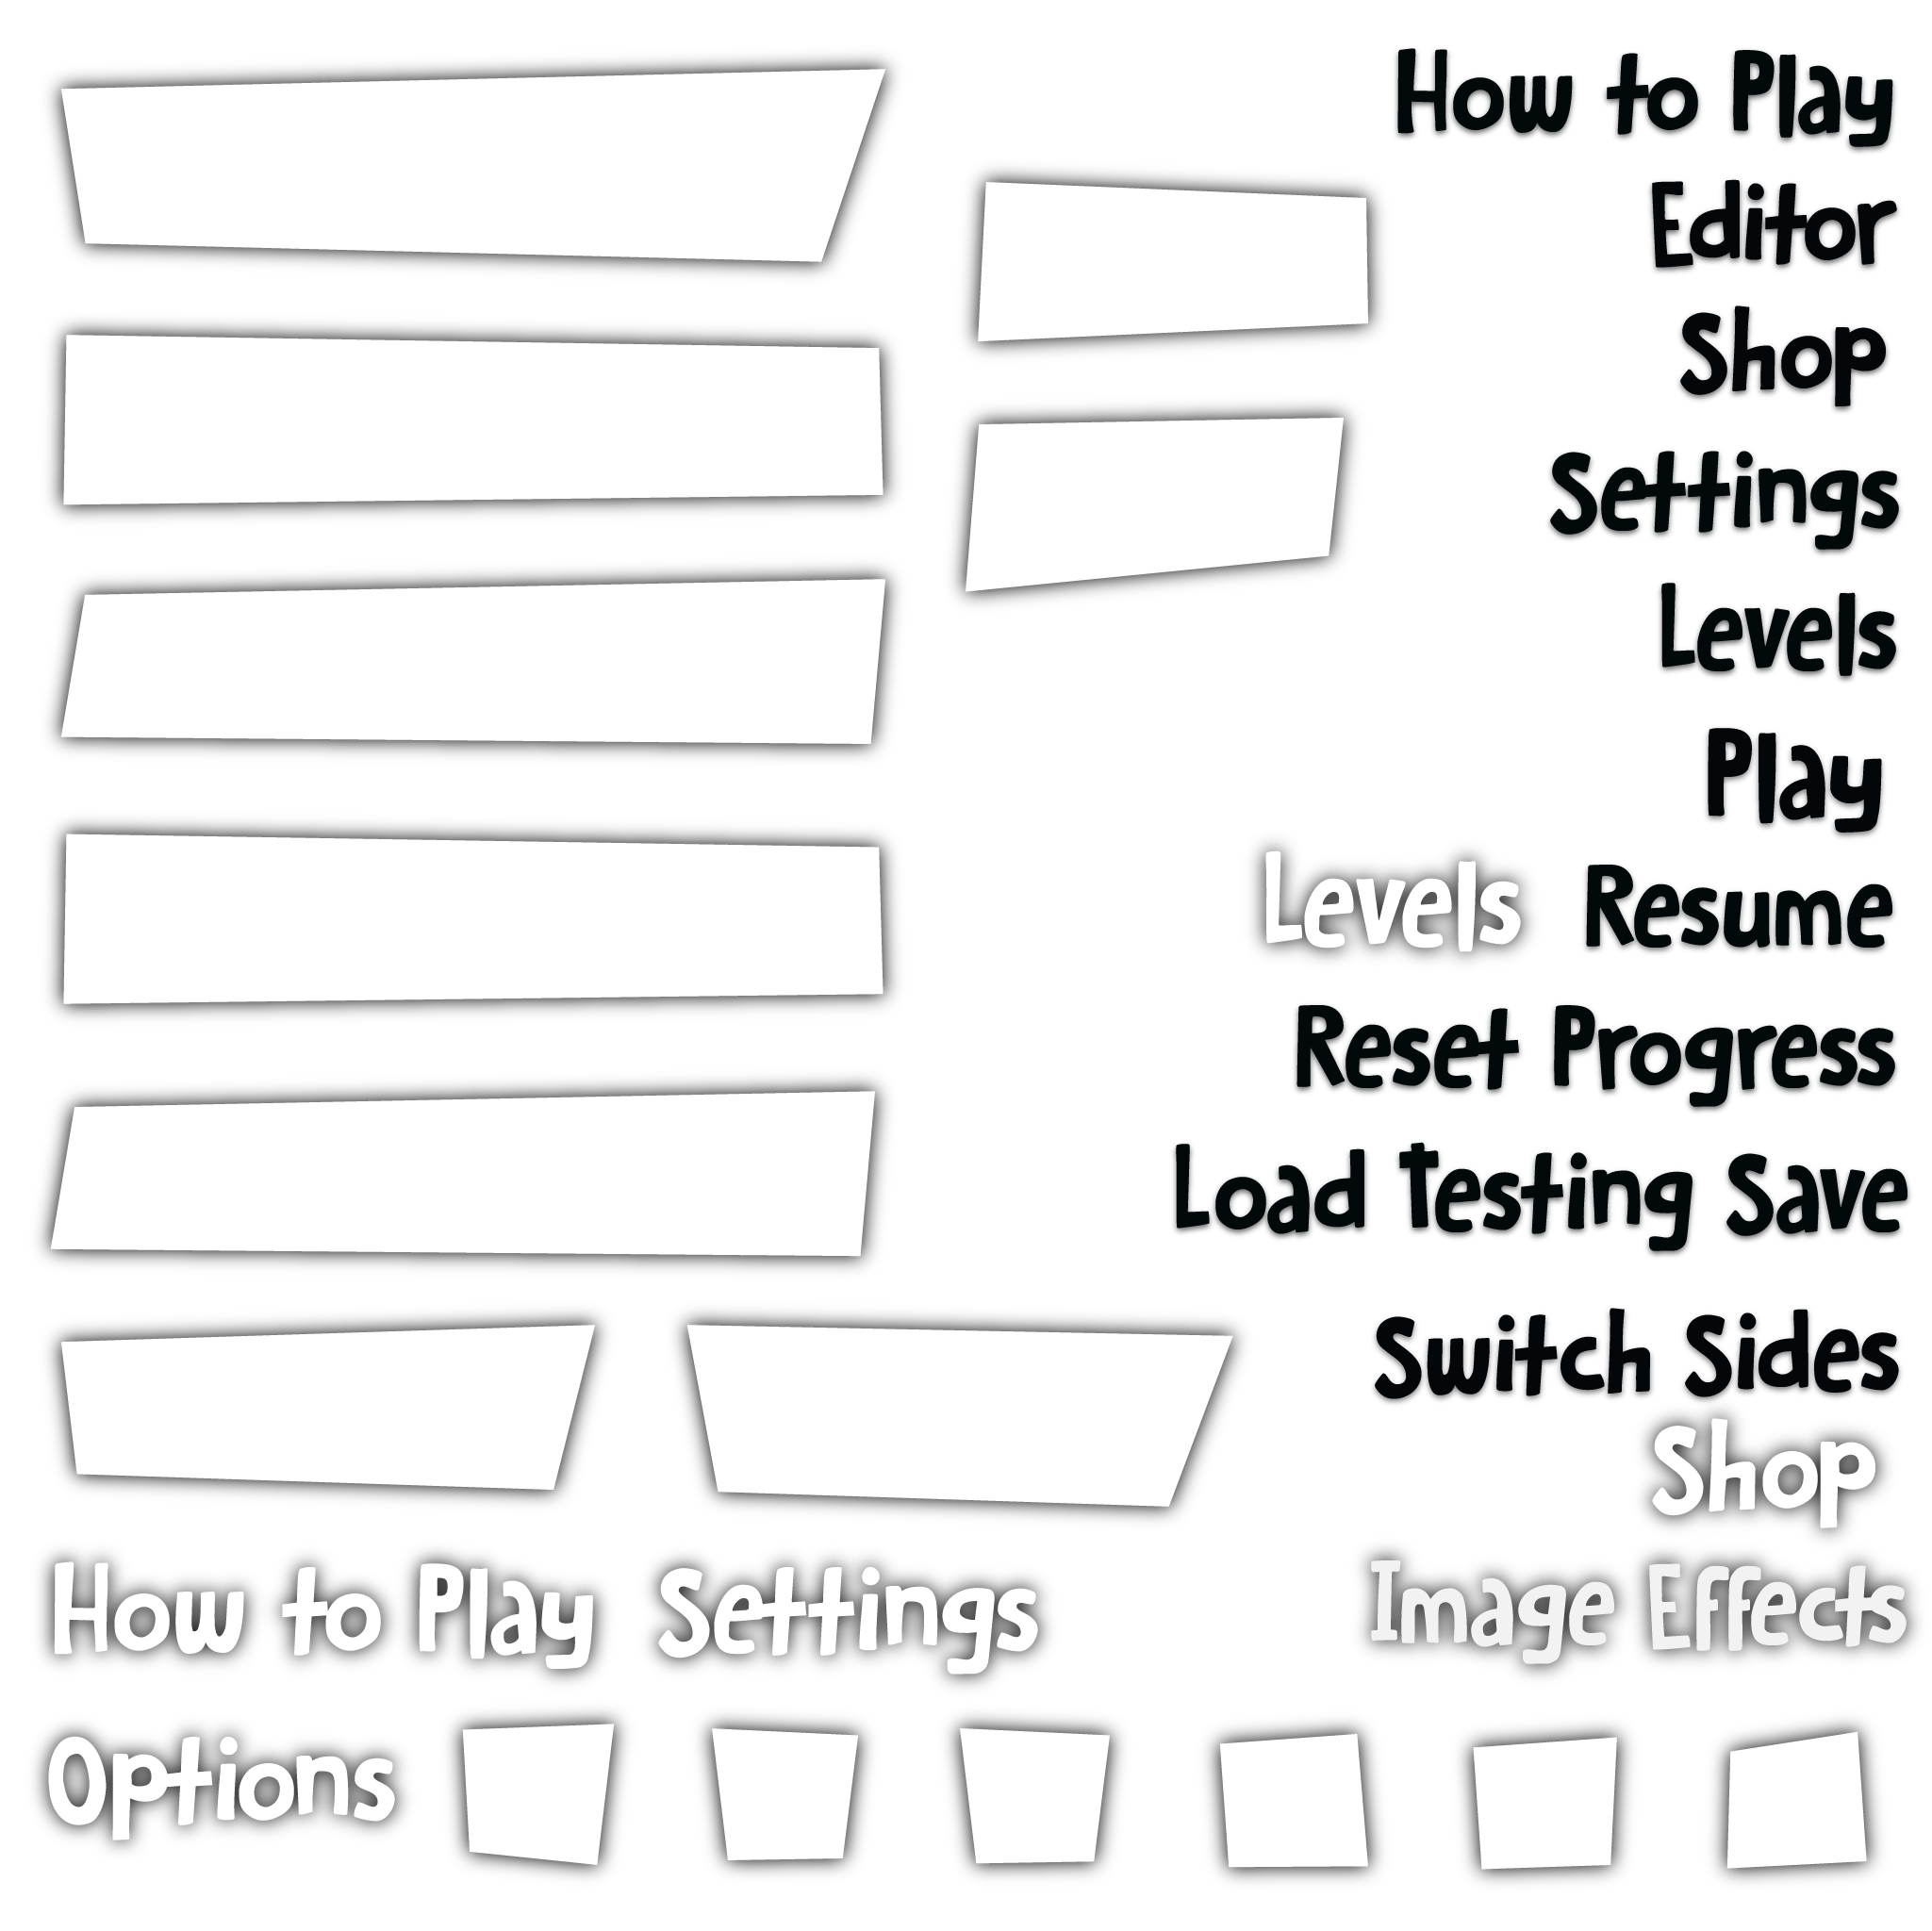 How to Play
Editor
Shop
Settings
Levels
Play
Levels Resume
Reset Progress
Load Testing Save
Switch Sides
Shop
How to Play Settings Image Effects
Options